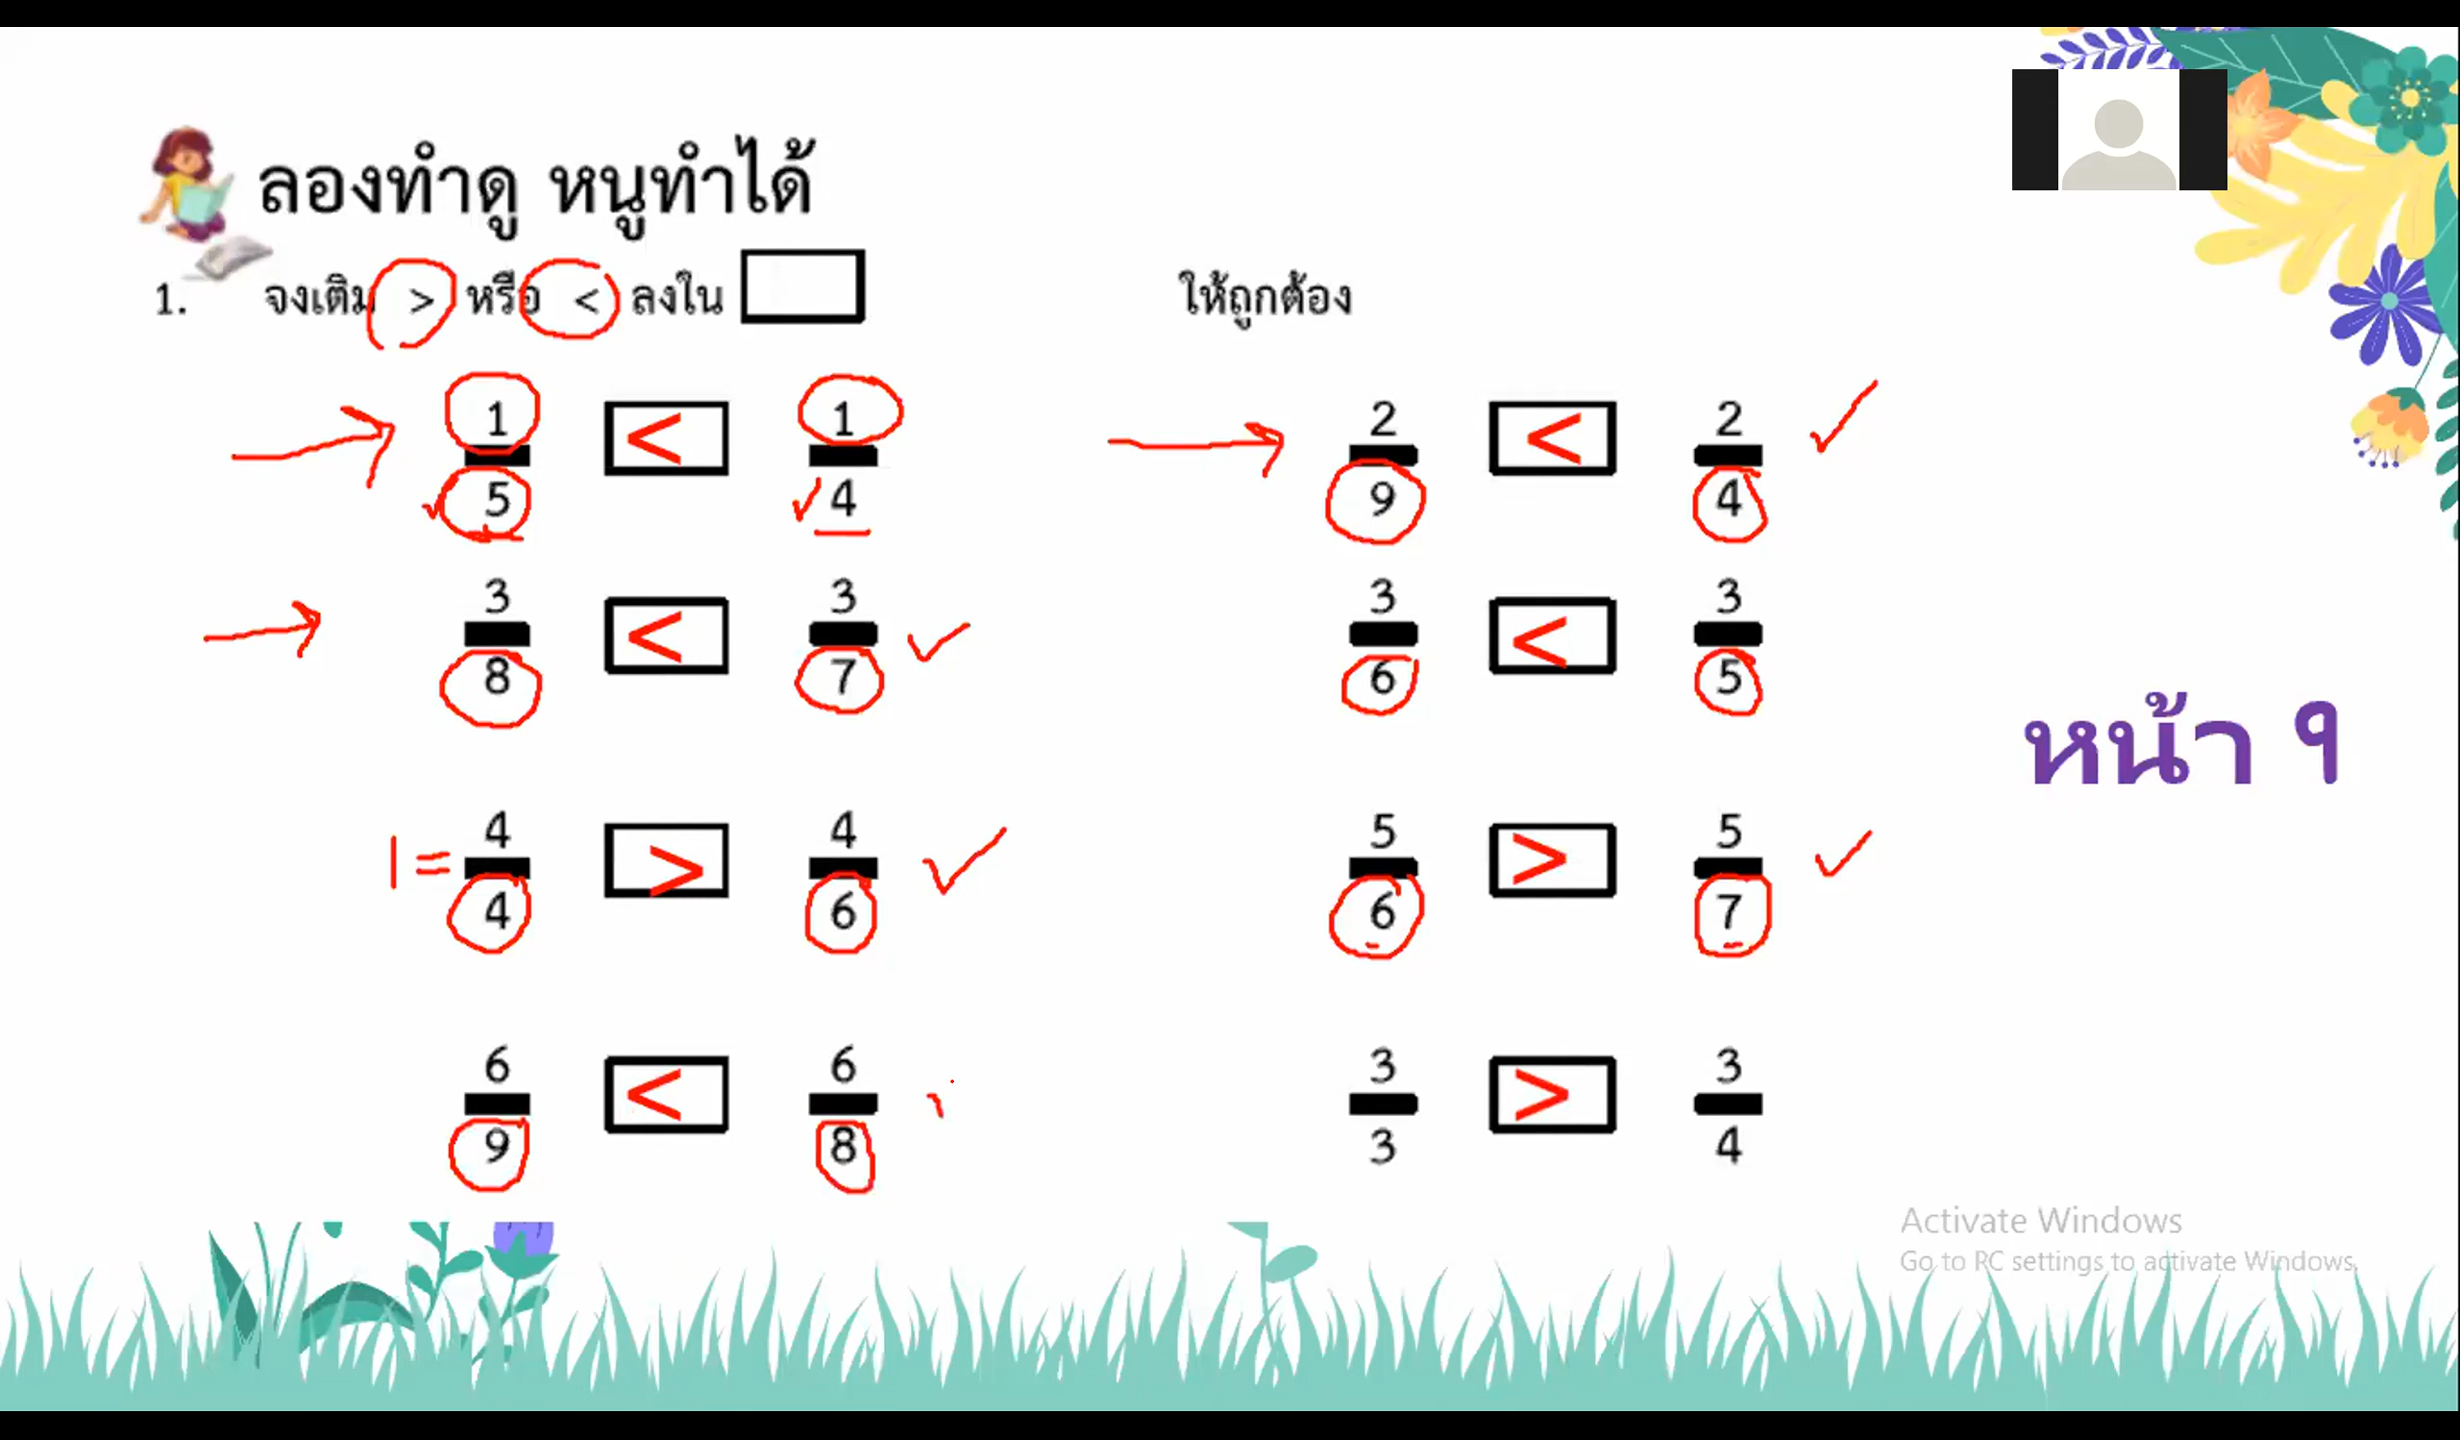 ลองทำดู หนูทำได้
1. จงเติม > หรือ < ลงใน ให้ถูกต้อง
1/5 < 1/4 2/9 < 2/4
3/8 < 3/7 3/6 < 3/5
1 = 4/4 > 4/6 5/6 > 5/7
6/9 < 6/8 3/3 > 3/4
หน้า ๑
Activate Windows
Go to PC settings to activate Windows.